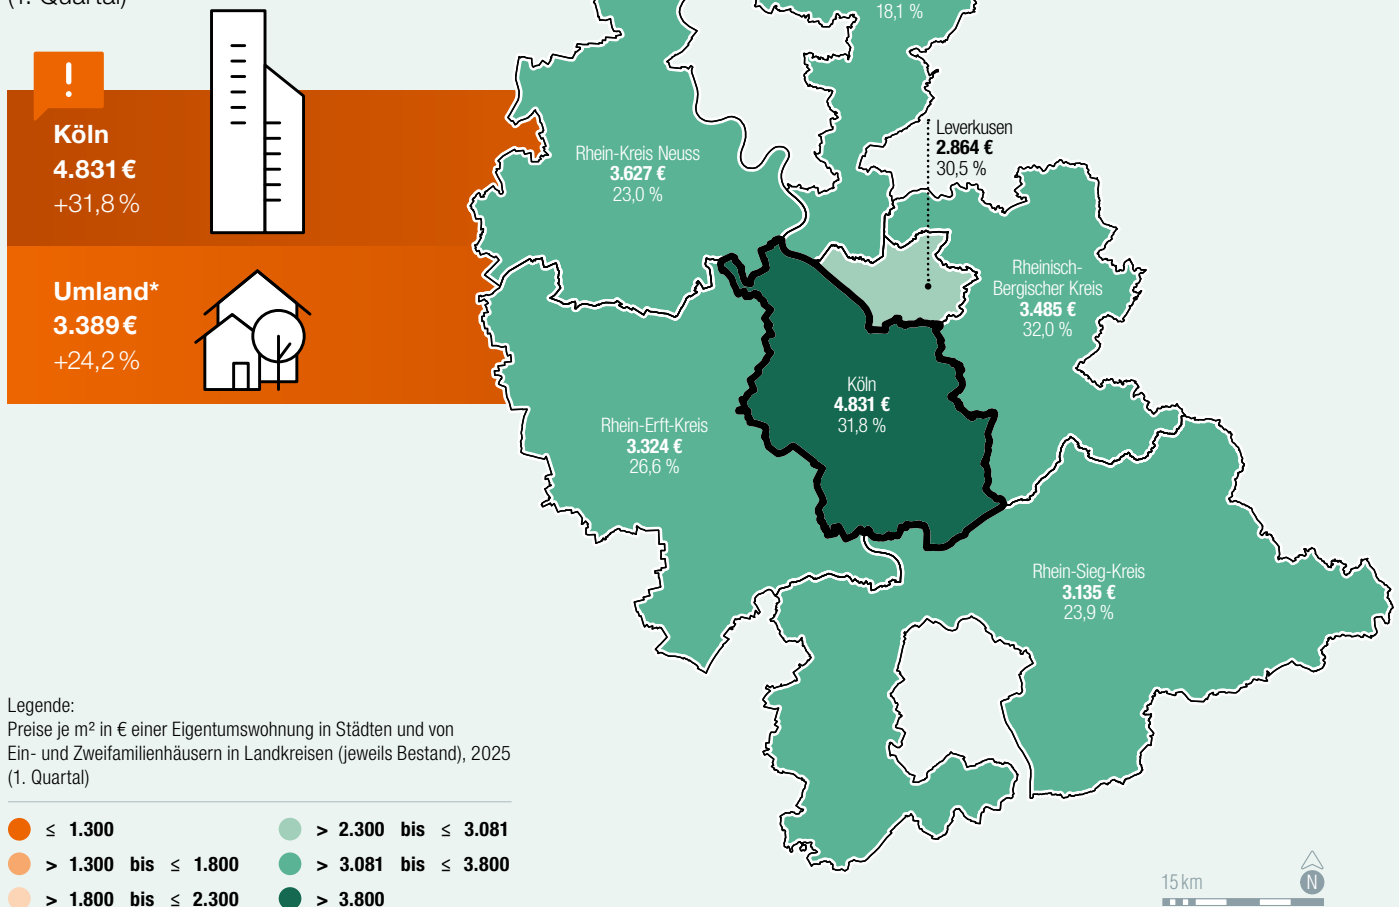 (1. Quartal)
18,1 %
!
Köln
4.831 €
+31,8 %
Umland*
3.389 €
+24,2 %
Rhein-Kreis Neuss
3.627 €
23,0 %
Leverkusen
2.864 €
30,5 %
Rheinisch-
Bergischer Kreis
3.485 €
32,0 %
Köln
4.831 €
31,8 %
Rhein-Erft-Kreis
3.324 €
26,6 %
Rhein-Sieg-Kreis
3.135 €
23,9 %
Legende:
Preise je m² in € einer Eigentumswohnung in Städten und von
Ein- und Zweifamilienhäusern in Landkreisen (jeweils Bestand), 2025
(1. Quartal)
≤ 1.300
> 1.300 bis ≤ 1.800
> 1.800 bis ≤ 2.300
> 2.300 bis ≤ 3.081
> 3.081 bis ≤ 3.800
> 3.800
15 km
N